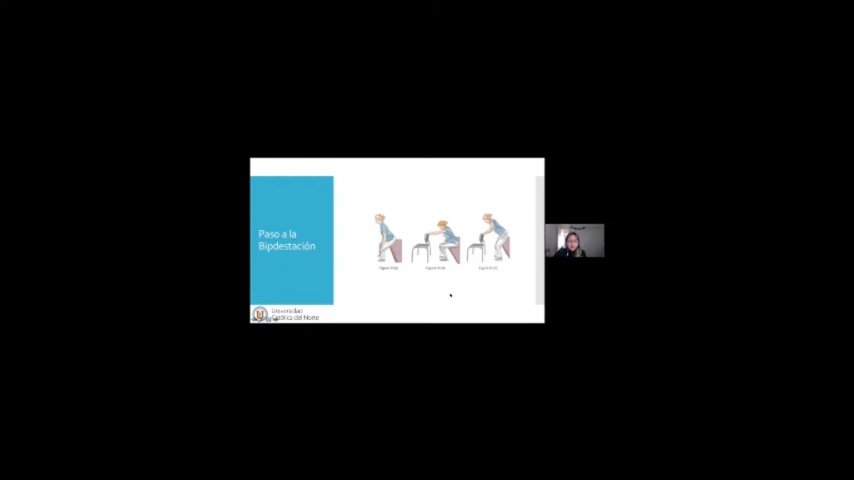 Paso a la
Bipdestación
Universidad
Católica del Norte